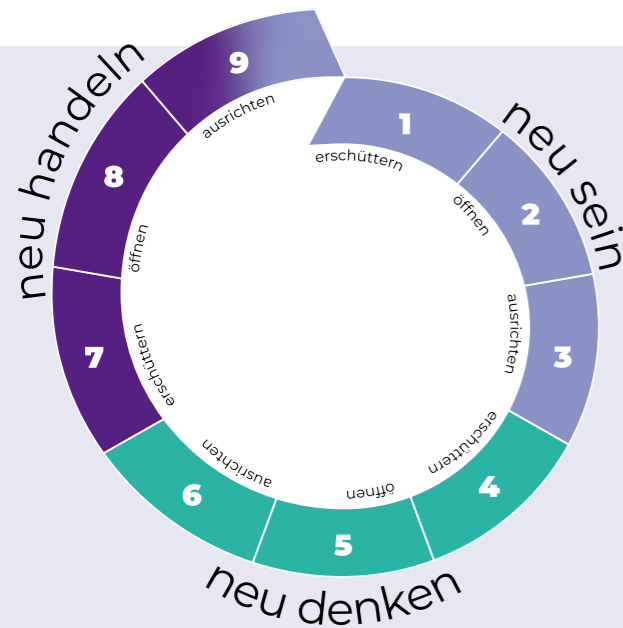 neu sein
1
erschüttern
2
öffnen
3
ausrichten
neu denken
4
erschüttern
5
öffnen
6
ausrichten
neu handeln
7
erschüttern
8
öffnen
9
ausrichten